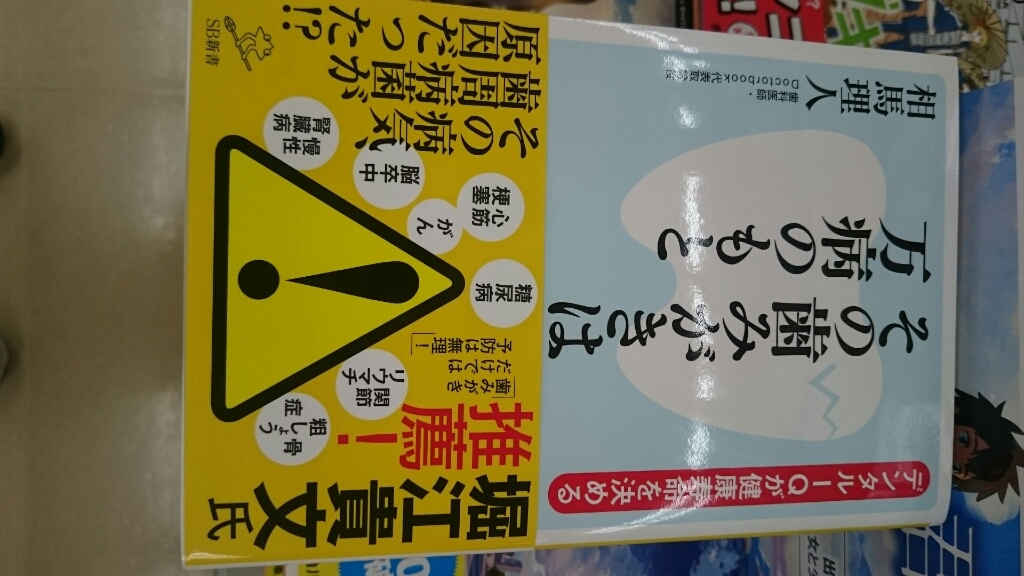 デンタルIQが健康寿命を決める
その歯みがきは
万病のもと
歯科医師・
Doctorbook代表取締役
相馬理人
堀江貴文氏
推薦!
「歯みがき
だけでは
予防は無理!」
骨
粗しょう
症
関節
リウマチ
糖尿病
心筋
梗塞
がん
脳卒中
慢性
腎臓病
その病気、
歯周病菌が
原因だった!?
SB新書